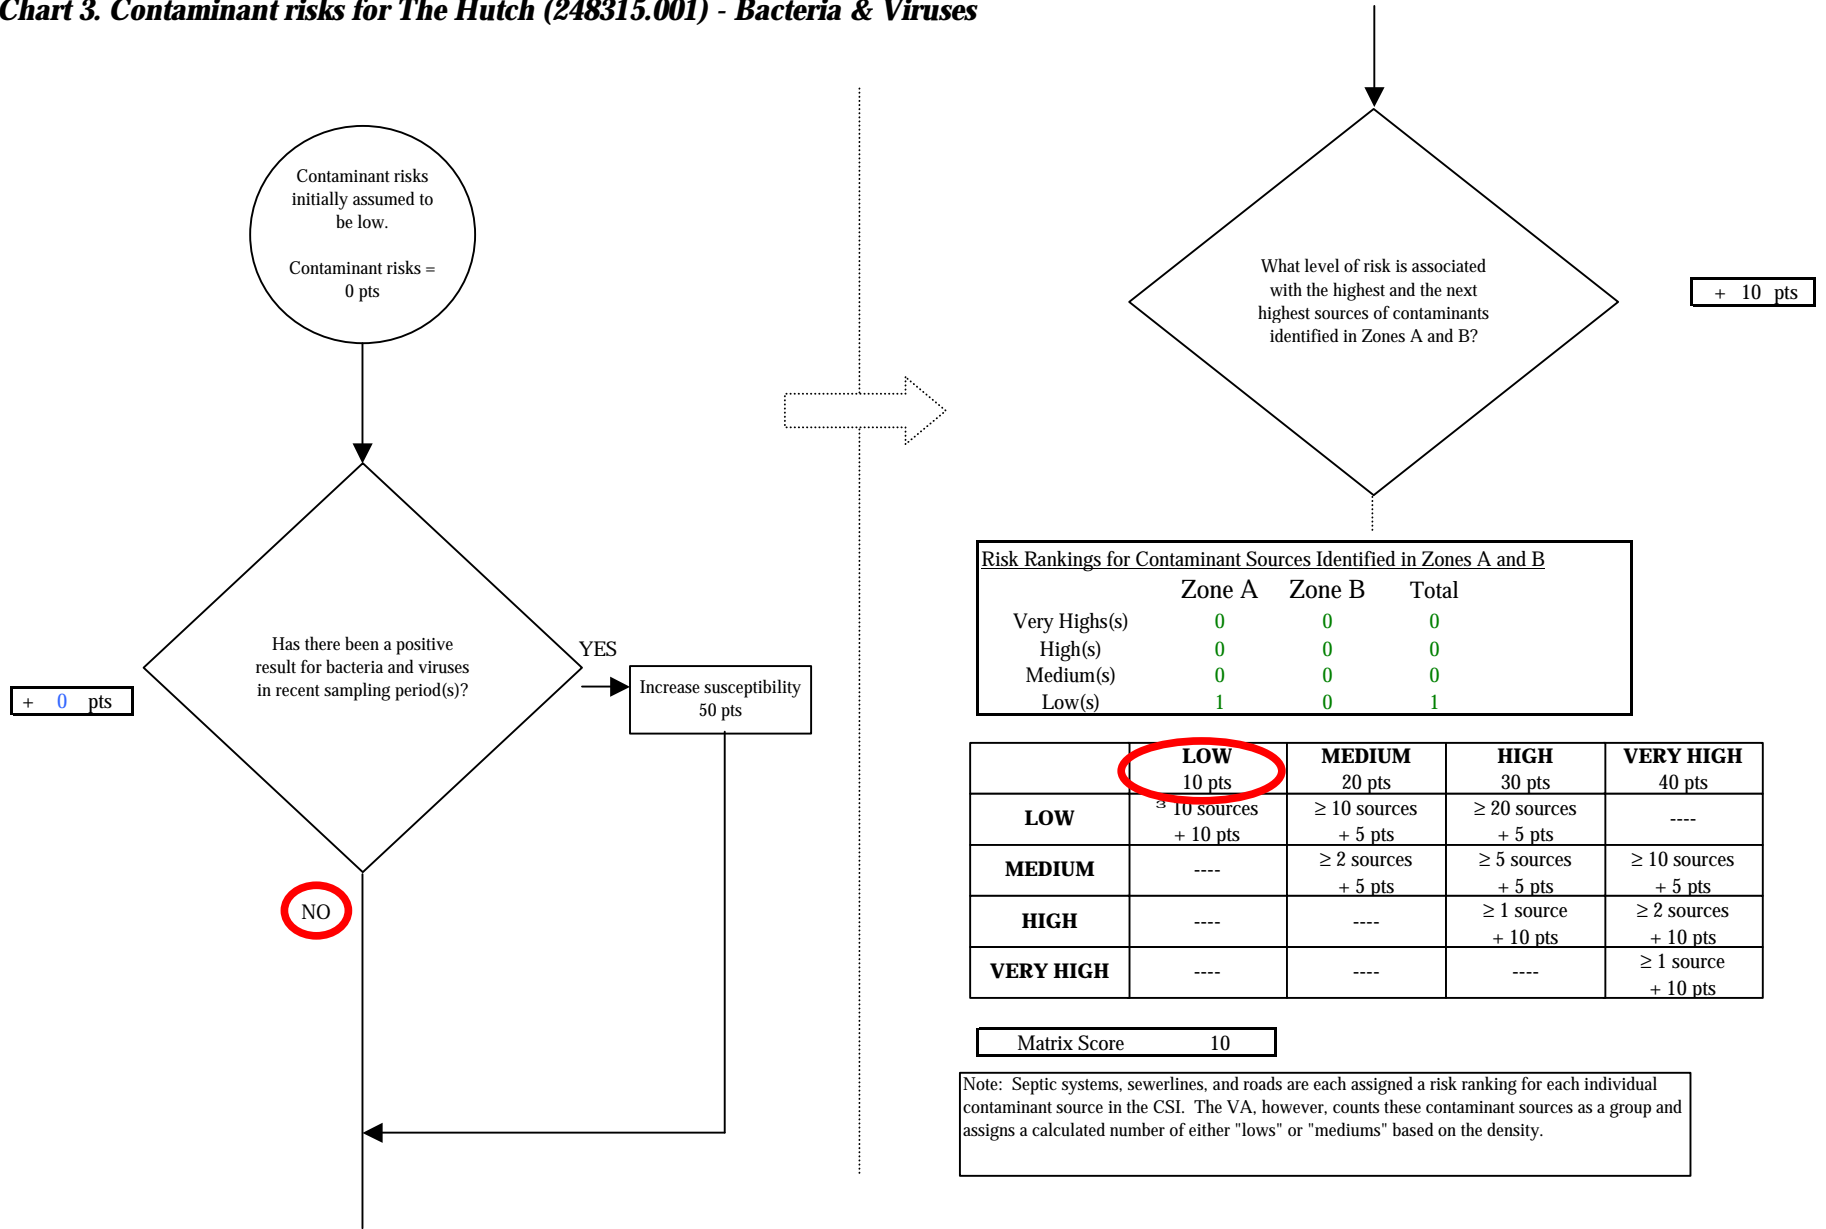 Chart 3. Contaminant risks for The Hutch (248315.001) - Bacteria & Viruses
Contaminant risks
initially assumed to
be low.
Contaminant risks =
0 pts
Has there been a positive
result for bacteria and viruses
in recent sampling period(s)?
+ 0 pts
YES
Increase susceptibility
50 pts
NO
What level of risk is associated
with the highest and the next
highest sources of contaminants
identified in Zones A and B?
+ 10 pts
Risk Rankings for Contaminant Sources Identified in Zones A and B
Zone A Zone B Total
Very Highs(s) 0 0 0
High(s) 0 0 0
Medium(s) 0 0 0
Low(s) 1 0 1
LOW MEDIUM HIGH VERY HIGH
10 pts 20 pts 30 pts 40 pts
LOW
10 sources ≥ 10 sources ≥ 20 sources ----
+ 10 pts + 5 pts + 5 pts
MEDIUM
---- ≥ 2 sources ≥ 5 sources ≥ 10 sources
+ 5 pts + 5 pts + 5 pts
HIGH
---- ---- ≥ 1 source ≥ 2 sources
+ 10 pts + 10 pts
VERY HIGH
---- ---- ---- ≥ 1 source
+ 10 pts
Matrix Score 10
Note: Septic systems, sewerlines, and roads are each assigned a risk ranking for each individual
contaminant source in the CSI. The VA, however, counts these contaminant sources as a group and
assigns a calculated number of either "lows" or "mediums" based on the density.